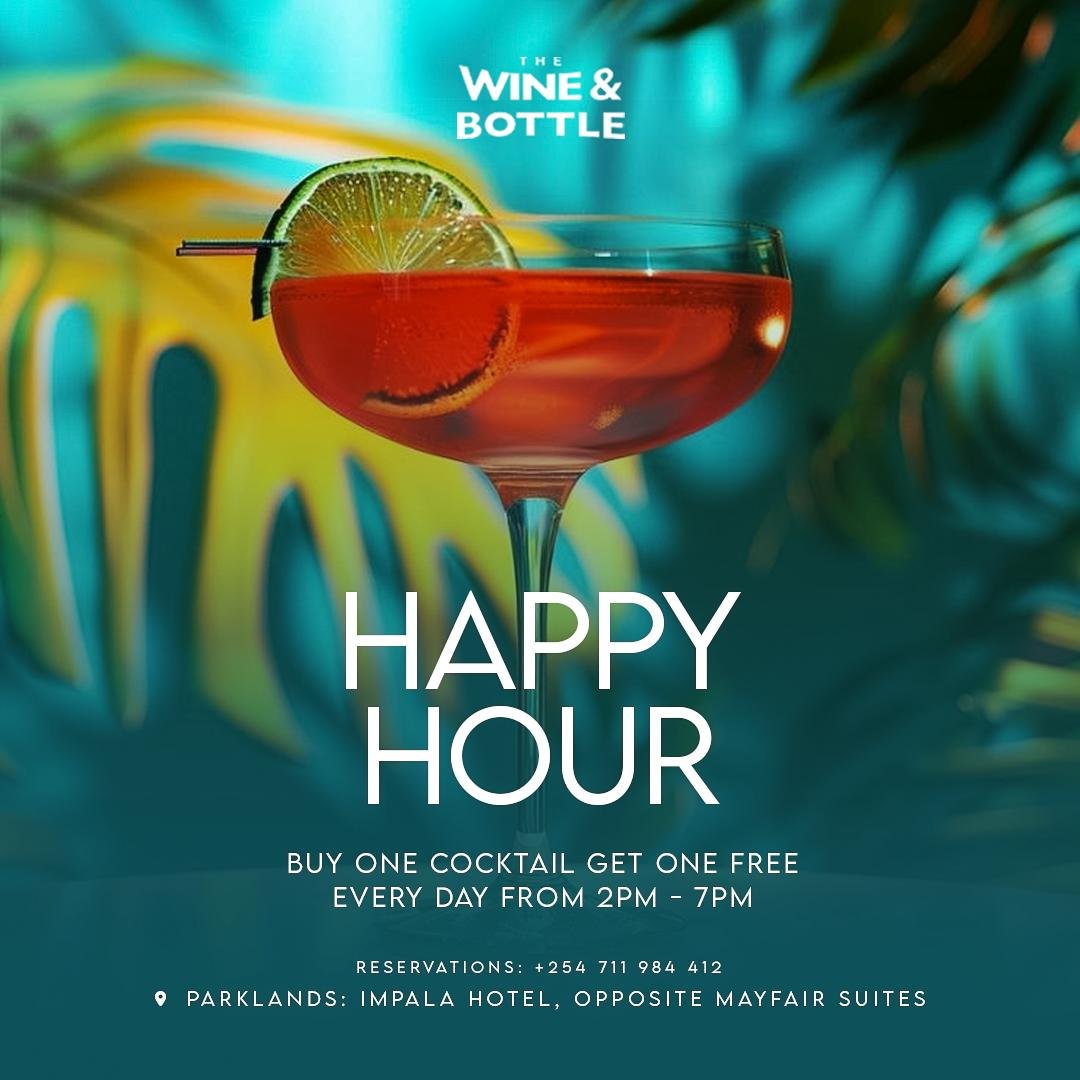 THE
WINE &
BOTTLE
HAPPY
HOUR
BUY ONE COCKTAIL GET ONE FREE
EVERY DAY FROM 2PM - 7PM
RESERVATIONS: +254 711 984 412
PARKLANDS: IMPALA HOTEL, OPPOSITE MAYFAIR SUITES